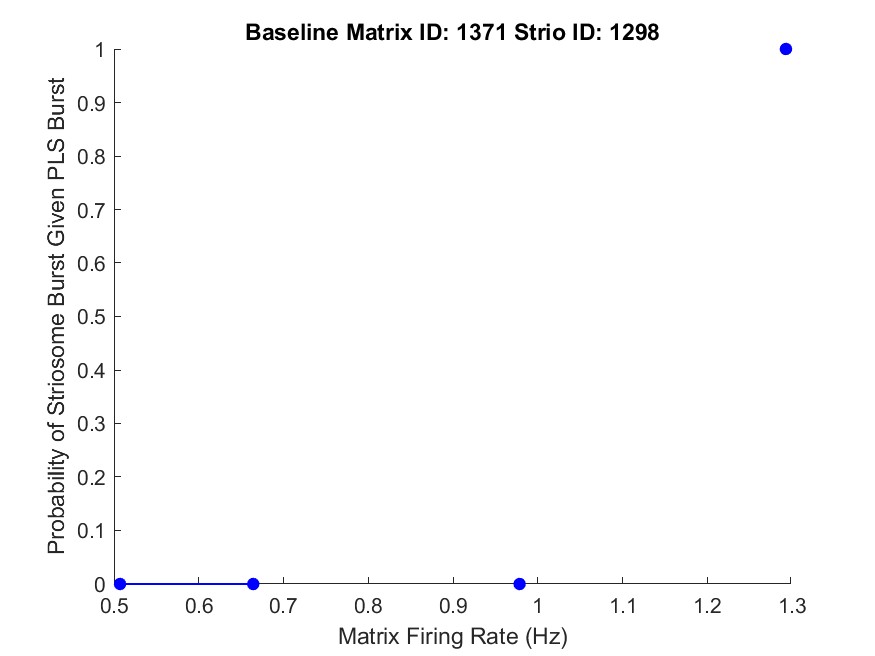 Baseline Matrix ID: 1371 Strio ID: 1298
Probability of Striosome Burst Given PLS Burst
1
0.9
0.8
0.7
0.6
0.5
0.4
0.3
0.2
0.1
0
0.5 0.6 0.7 0.8 0.9 1 1.1 1.2 1.3
Matrix Firing Rate (Hz)